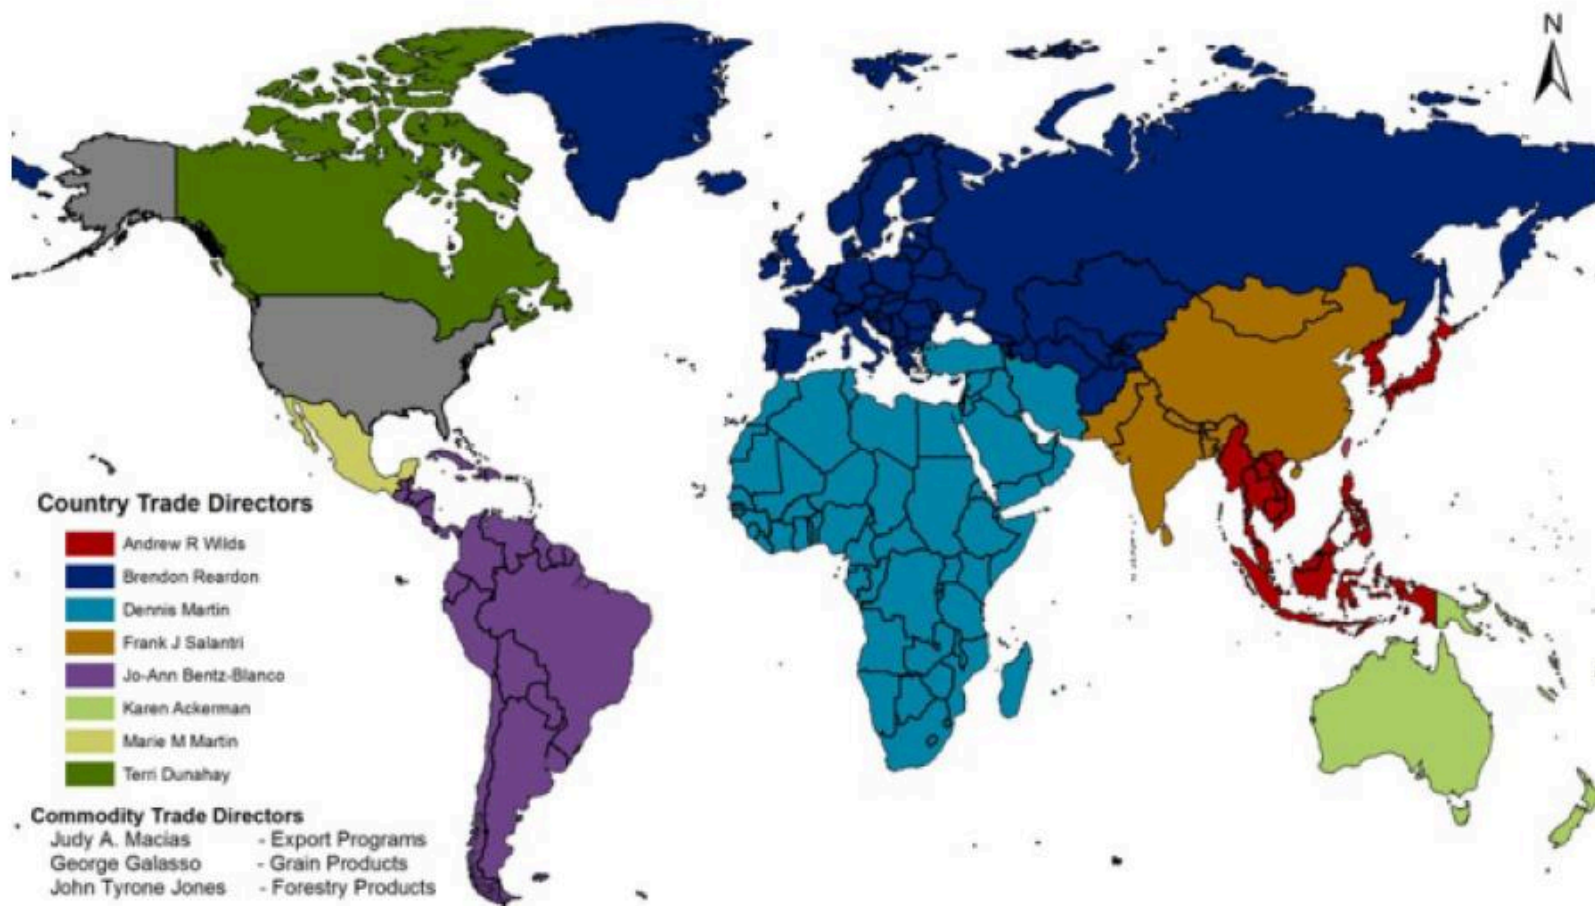 N
Country Trade Directors
Andrew R Wilds
Brendon Reardon
Dennis Martin
Frank J Salantri
Jo-Ann Bentz-Blanco
Karen Ackerman
Marie M Martin
Terri Dunahay
Commodity Trade Directors
Judy A. Macias - Export Programs
George Galasso - Grain Products
John Tyrone Jones - Forestry Products